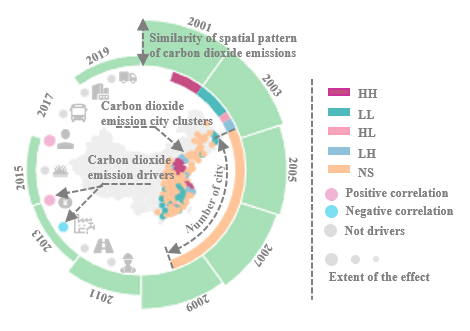 2001
Similarity of spatial pattern
of carbon dioxide emissions
2019
2003
2017
Carbon dioxide
emission city clusters
Carbon dioxide
emission drivers
Number of city
2005
2015
2013
2007
2011
2009
HH
LL
HL
LH
NS
Positive correlation
Negative correlation
Not drivers
Extent of the effect